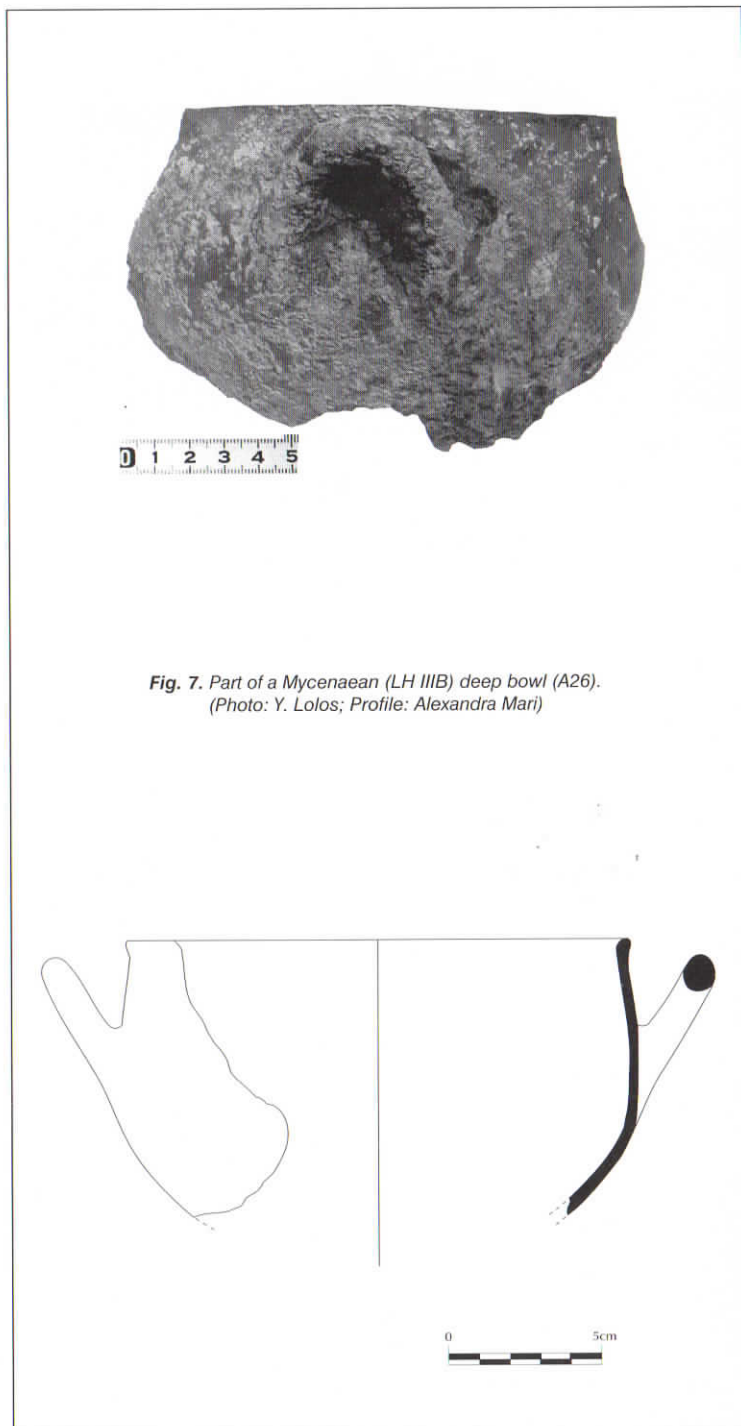 0 1 2 3 4 5
Fig. 7. Part of a Mycenaean (LH IIIB) deep bowl (A26).
(Photo: Y. Lolos; Profile: Alexandra Mari)
0 5cm